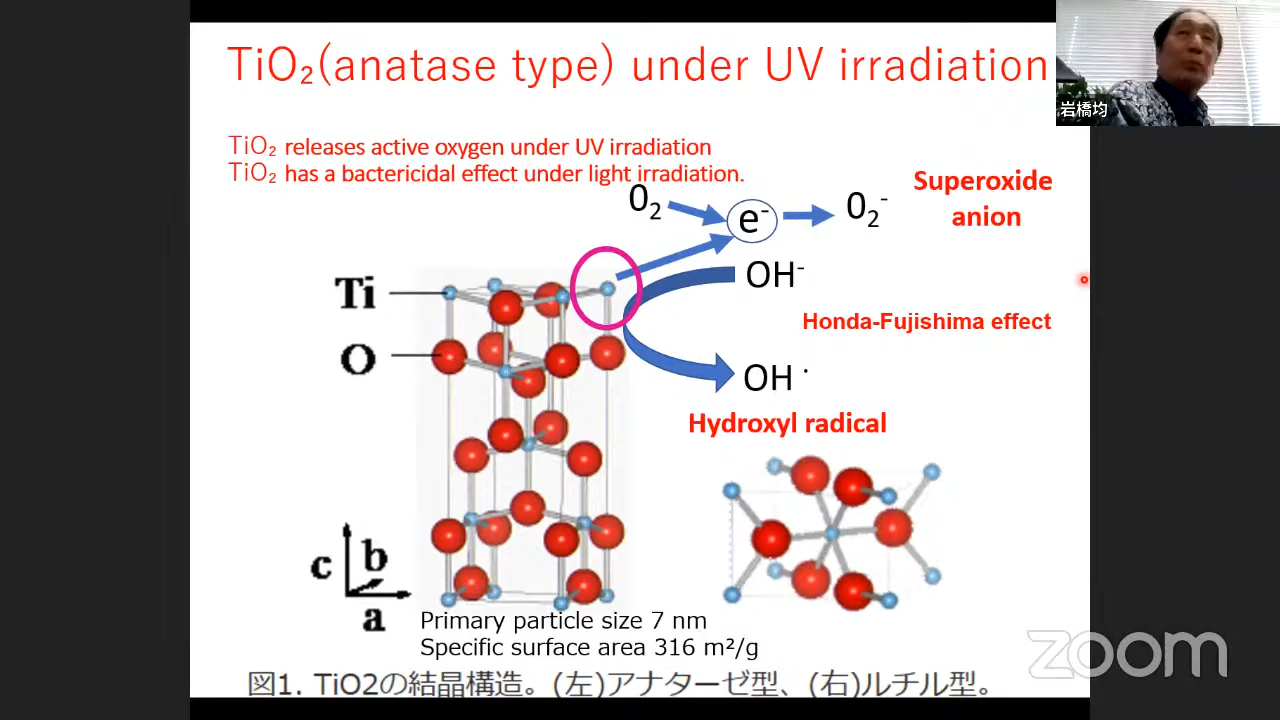 TiO₂(anatase type) under UV irradiation
岩橋均
TiO₂ releases active oxygen under UV irradiation
TiO₂ has a bactericidal effect under light irradiation.
O₂
e⁻
O₂⁻
Superoxide
anion
OH⁻
Ti
Honda-Fujishima effect
O
OH ·
Hydroxyl radical
c
b
a
Primary particle size 7 nm
Specific surface area 316 m²/g
図1. TiO2の結晶構造。(左)アナターゼ型、(右)ルチル型。
zoom